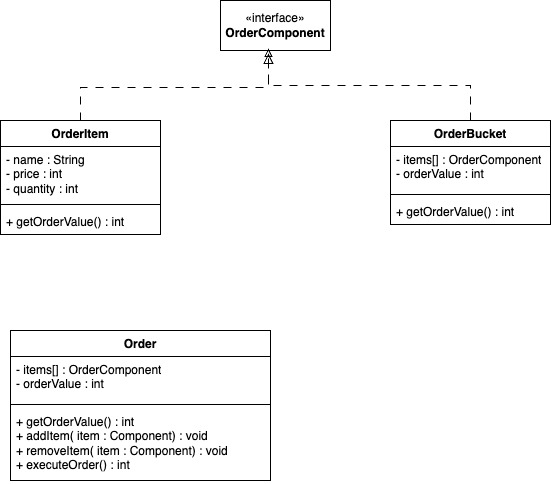 «interface»
OrderComponent
OrderItem
- name : String
- price : int
- quantity : int
+ getOrderValue() : int
OrderBucket
- items[] : OrderComponent
- orderValue : int
+ getOrderValue() : int
Order
- items[] : OrderComponent
- orderValue : int
+ getOrderValue() : int
+ addItem( item : Component) : void
+ removeItem( item : Component) : void
+ executeOrder() : int